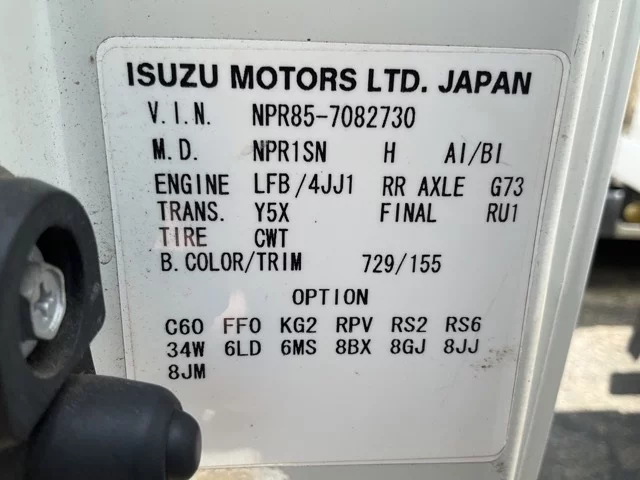 ISUZU MOTORS LTD. JAPAN
V.I.N. NPR85-7082730
M.D. NPR1SN H AI/BI
ENGINE LFB/4JJ1 RR AXLE G73
TRANS. Y5X FINAL RU1
TIRE CWT
B.COLOR/TRIM 729/155
OPTION
C60 FF0 KG2 RPV RS2 RS6
34W 6LD 6MS 8BX 8GJ 8JJ
8JM